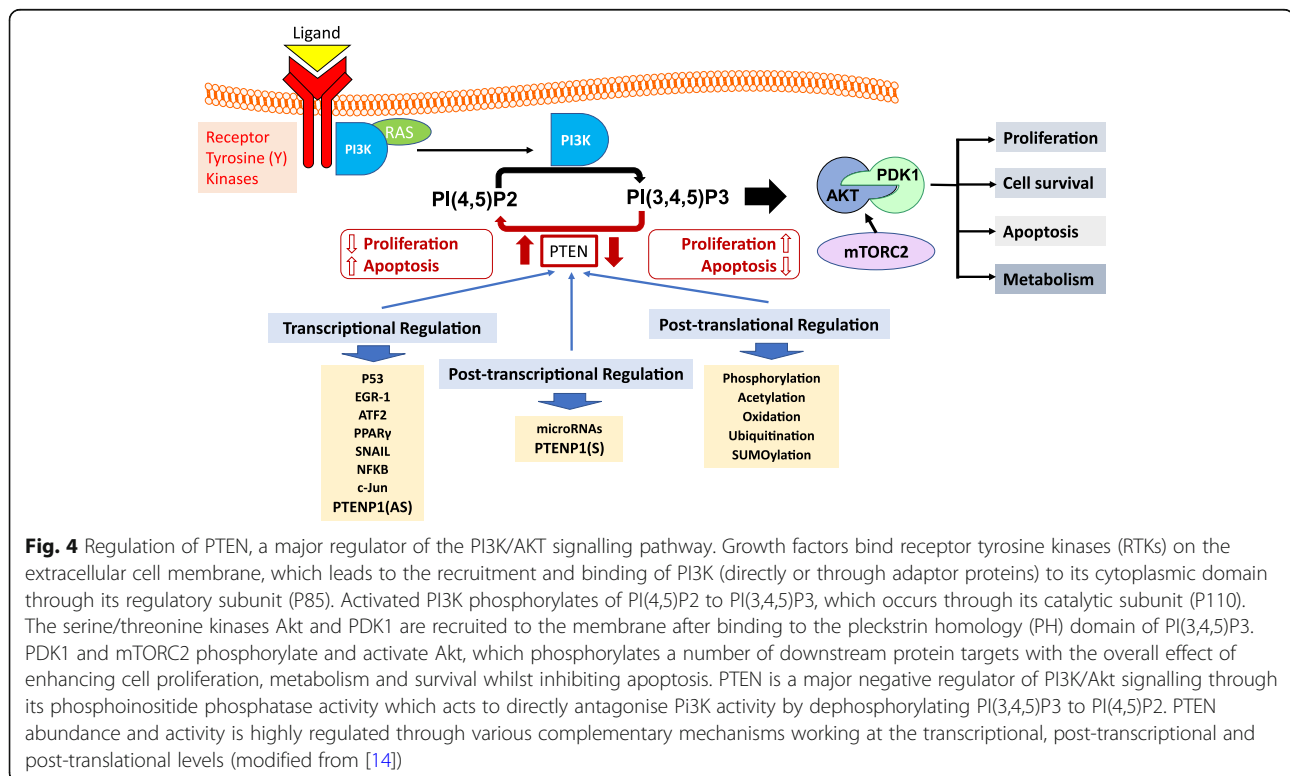 Ligand
Receptor
Tyrosine (Y)
Kinases
PI3K
RAS
PI3K
PI(4,5)P2
PI(3,4,5)P3
AKT
PDK1
mTORC2
Proliferation
Cell survival
Apoptosis
Metabolism
⇩ Proliferation
⇧ Apoptosis
PTEN
Proliferation ⇧
Apoptosis ⇩
Transcriptional Regulation
P53
EGR-1
ATF2
PPARγ
SNAIL
NFKB
c-Jun
PTENP1(AS)
Post-transcriptional Regulation
microRNAs
PTENP1(S)
Post-translational Regulation
Phosphorylation
Acetylation
Oxidation
Ubiquitination
SUMOylation
Fig. 4 Regulation of PTEN, a major regulator of the PI3K/AKT signalling pathway. Growth factors bind receptor tyrosine kinases (RTKs) on the
extracellular cell membrane, which leads to the recruitment and binding of PI3K (directly or through adaptor proteins) to its cytoplasmic domain
through its regulatory subunit (P85). Activated PI3K phosphorylates of PI(4,5)P2 to PI(3,4,5)P3, which occurs through its catalytic subunit (P110).
The serine/threonine kinases Akt and PDK1 are recruited to the membrane after binding to the pleckstrin homology (PH) domain of PI(3,4,5)P3.
PDK1 and mTORC2 phosphorylate and activate Akt, which phosphorylates a number of downstream protein targets with the overall effect of
enhancing cell proliferation, metabolism and survival whilst inhibiting apoptosis. PTEN is a major negative regulator of PI3K/Akt signalling through
its phosphoinositide phosphatase activity which acts to directly antagonise Pi3K activity by dephosphorylating PI(3,4,5)P3 to PI(4,5)P2. PTEN
abundance and activity is highly regulated through various complementary mechanisms working at the transcriptional, post-transcriptional and
post-translational levels (modified from [14])